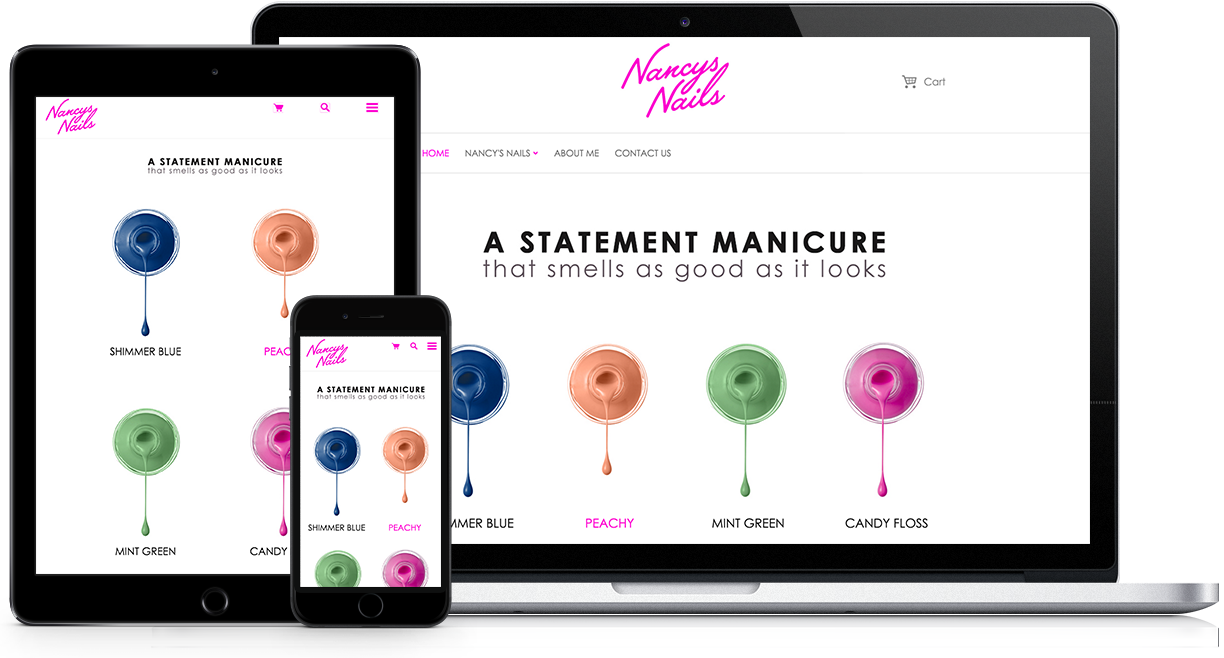 Nancys
Nails
A STATEMENT MANICURE
that smells as good as it looks
SHIMMER BLUE
PEAC
MINT GREEN
CANDY
Nancys
Nails
A STATEMENT MANICURE
that smells as good as it looks
SHIMMER BLUE PEACHY
Nancys
Nails
Cart
HOME NANCY'S NAILS ABOUT ME CONTACT US
A STATEMENT MANICURE
that smells as good as it looks
MMER BLUE PEACHY MINT GREEN CANDY FLOSS